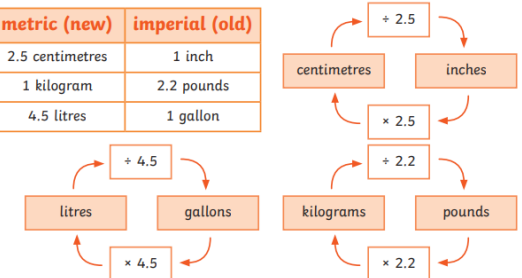 metric (new) imperial (old)
2.5 centimetres 1 inch
1 kilogram 2.2 pounds
4.5 litres 1 gallon
÷ 2.5
centimetres inches
× 2.5
÷ 4.5
litres gallons
× 4.5
÷ 2.2
kilograms pounds
× 2.2